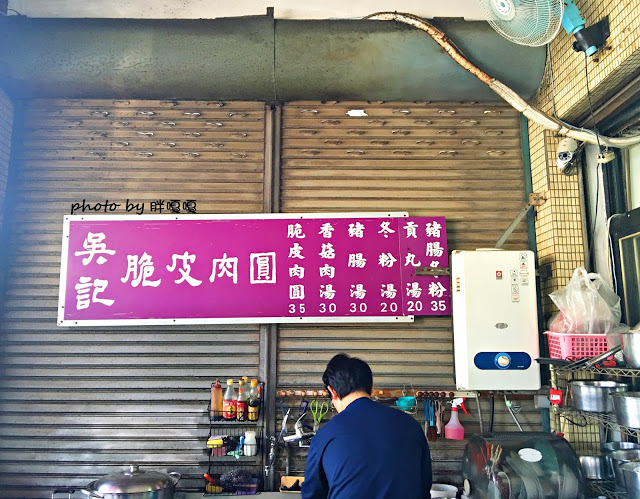 photo by 胖嘎嘎
吳記
脆皮肉圓
脆皮肉圓 35
香菇肉湯 30
豬腸湯 30
冬粉湯 20
貢丸湯 20
豬腸冬粉 35